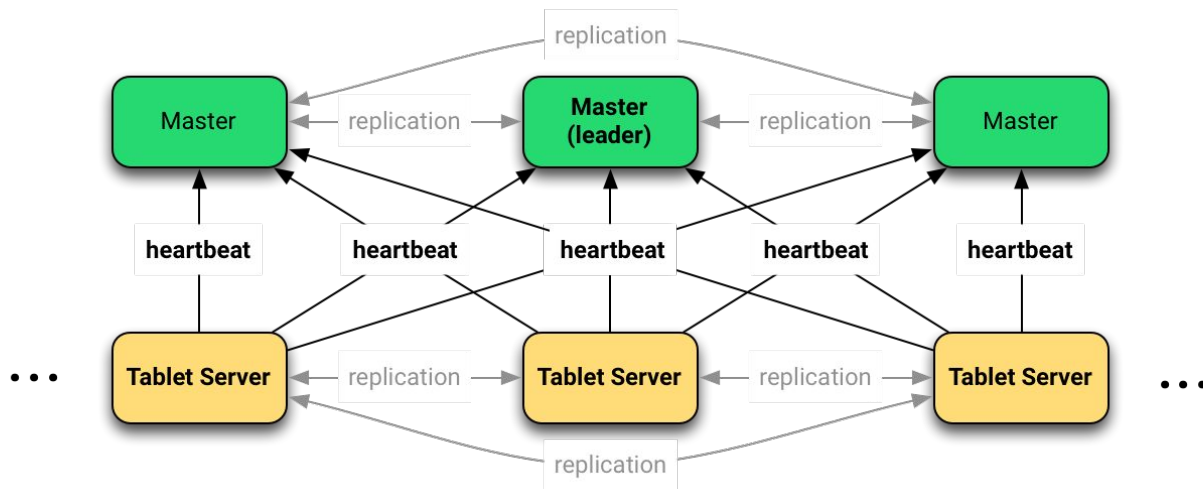 replication
Master
replication
Master
(leader)
replication
Master
heartbeat
heartbeat
heartbeat
heartbeat
heartbeat
...
Tablet Server
replication
Tablet Server
replication
Tablet Server
...
replication